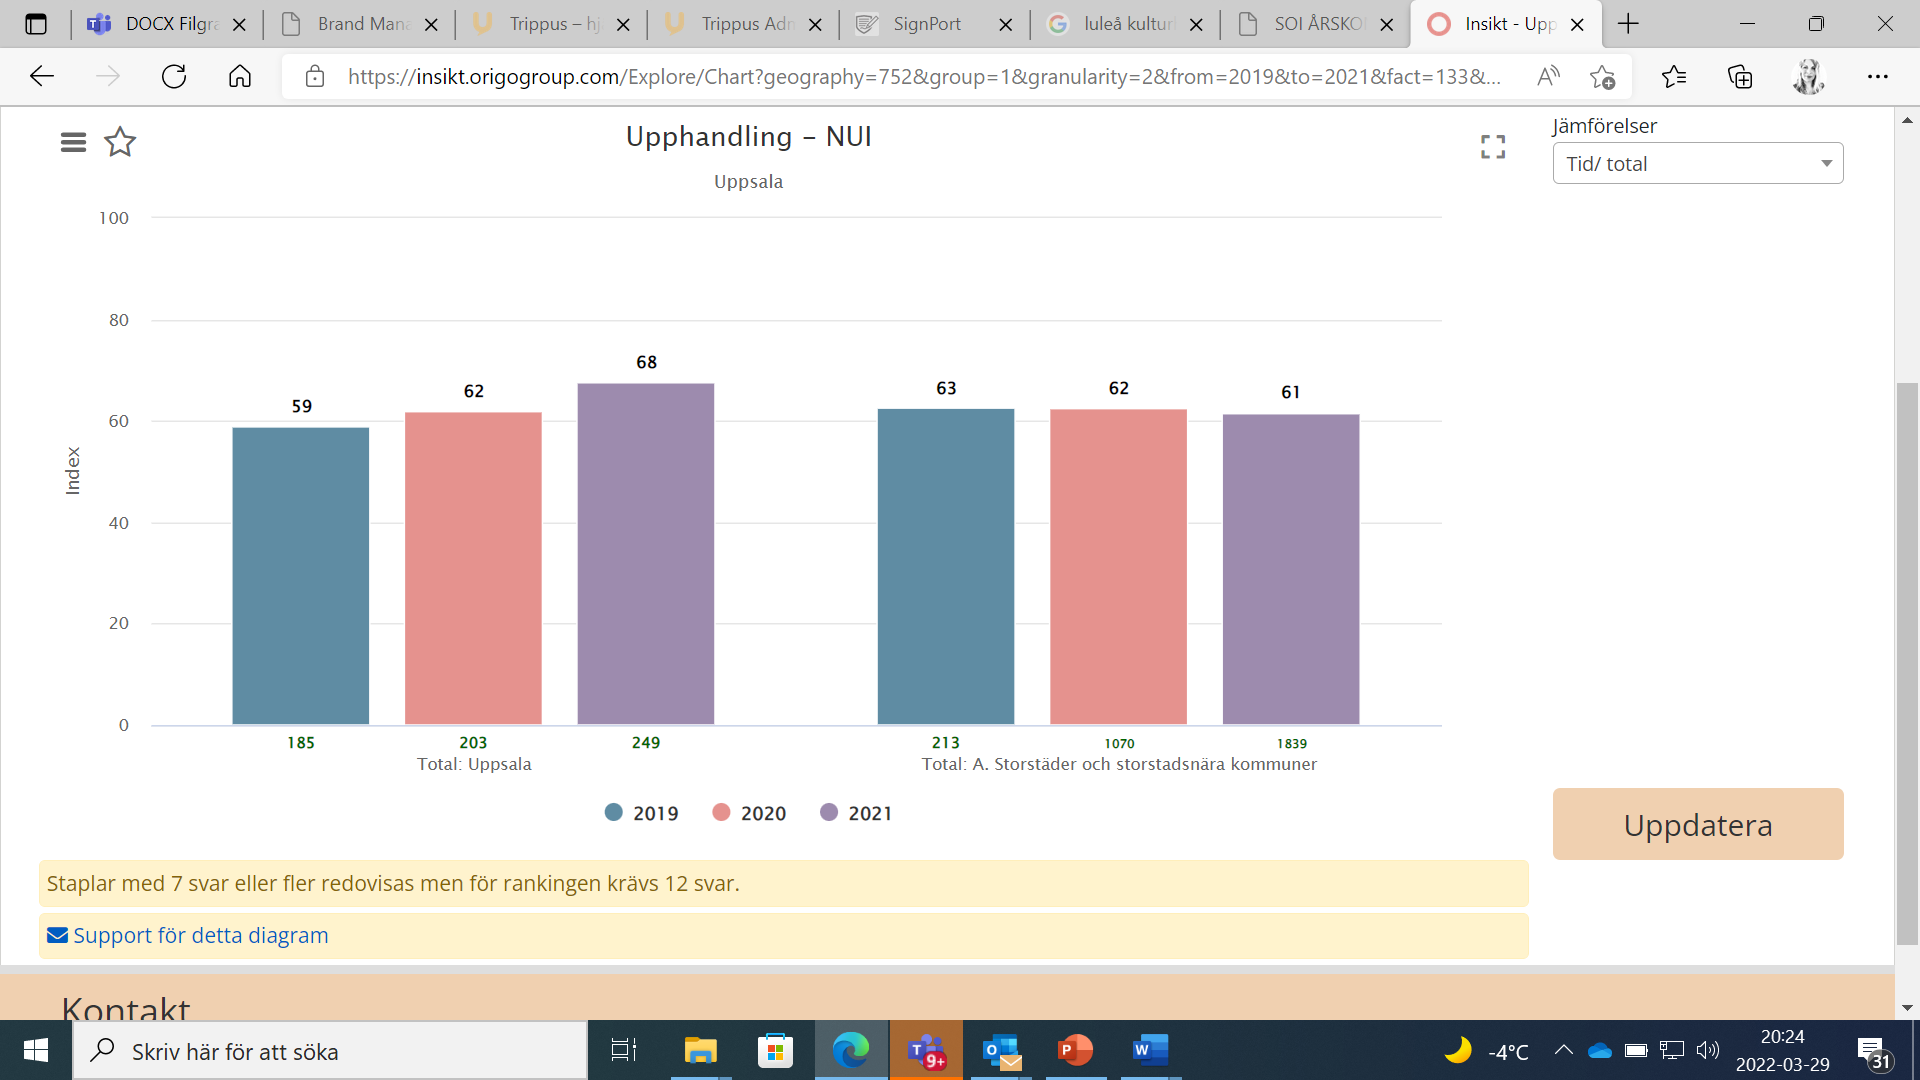 DOCX Filgra
Brand Mana
Trippus – hj
Trippus Adm
SignPort
luleå kultur
SOI ÅRSKO
Insikt - Upp
https://insikt.origogroup.com/Explore/Chart?geography=752&group=1&granularity=2&from=2019&to=2021&fact=133&...
Upphandling – NUI
Uppsala
Jämförelser
Tid/ total
100
80
60
40
20
0
Index
59
62
68
63
62
61
185
203
249
213
1070
1839
Total: Uppsala
Total: A. Storstäder och storstadsnära kommuner
2019
2020
2021
Uppdatera
Staplar med 7 svar eller fler redovisas men för rankingen krävs 12 svar.
Support för detta diagram
Kontakt
Skriv här för att söka
9+
-4°C
20:24
2022-03-29
31